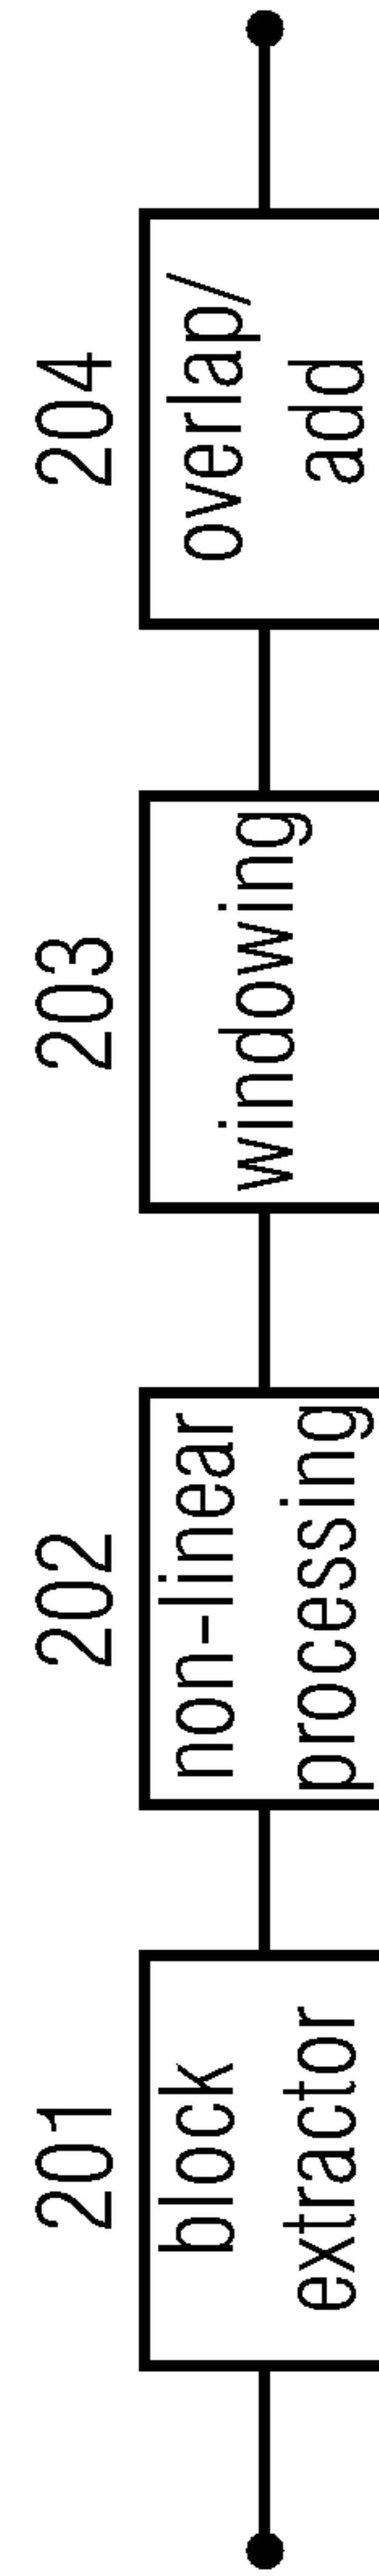 201
block
extractor
202
non-linear
processing
203
windowing
204
overlap/
add